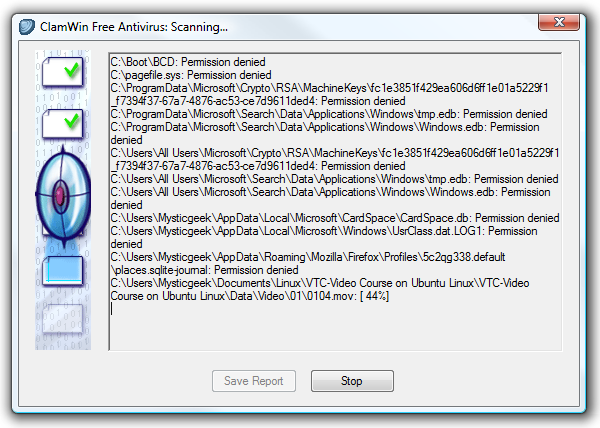 ClamWin Free Antivirus: Scanning...
C:\Boot\BCD: Permission denied
C:\pagefile.sys: Permission denied
C:\ProgramData\Microsoft\Crypto\RSA\MachineKeys\fc1e3851f429ea606d6ff1e01a5229f1
_f7394f37-67a7-4876-ac53-ce7d9611ded4: Permission denied
C:\ProgramData\Microsoft\Search\Data\Applications\Windows\tmp.edb: Permission denied
C:\ProgramData\Microsoft\Search\Data\Applications\Windows\Windows.edb: Permission
denied
C:\Users\All Users\Microsoft\Crypto\RSA\MachineKeys\fc1e3851f429ea606d6ff1e01a5229f1
_f7394f37-67a7-4876-ac53-ce7d9611ded4: Permission denied
C:\Users\All Users\Microsoft\Search\Data\Applications\Windows\tmp.edb: Permission denied
C:\Users\All Users\Microsoft\Search\Data\Applications\Windows\Windows.edb: Permission
denied
C:\Users\Mysticgeek\AppData\Local\Microsoft\CardSpace\CardSpace.db: Permission denied
C:\Users\Mysticgeek\AppData\Local\Microsoft\Windows\UsrClass.dat.LOG1: Permission
denied
C:\Users\Mysticgeek\AppData\Roaming\Mozilla\Firefox\Profiles\5c2qg338.default
\places.sqlite-journal: Permission denied
C:\Users\Mysticgeek\Documents\Linux\VTC-Video Course on Ubuntu Linux\VTC-Video
Course on Ubuntu Linux\Data\Video\01\0104.mov: [ 44%]
Save Report
Stop